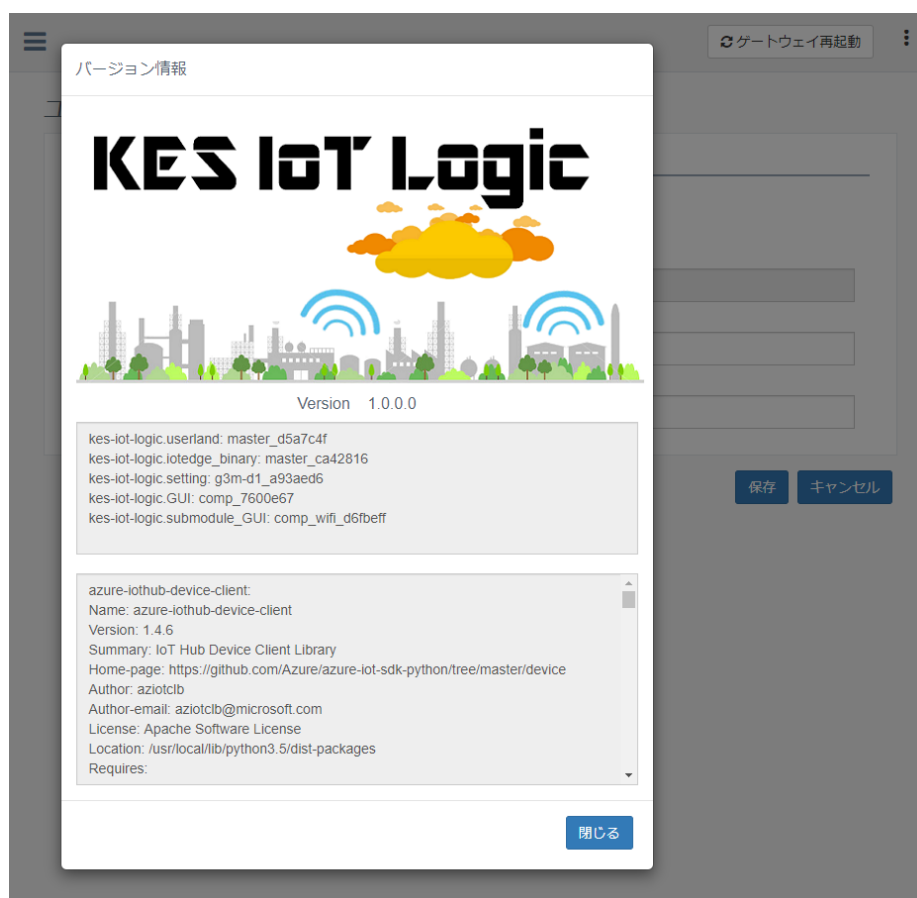 ゲートウェイ再起動
バージョン情報
KES IoT Logic
Version 1.0.0.0
kes-iot-logic.userland: master_d5a7c4f
kes-iot-logic.iotedge_binary: master_ca42816
kes-iot-logic.setting: g3m-d1_a93aed6
kes-iot-logic.GUI: comp_7600e67
kes-iot-logic.submodule_GUI: comp_wifi_d6fbeff
保存 キャンセル
azure-iothub-device-client:
Name: azure-iothub-device-client
Version: 1.4.6
Summary: IoT Hub Device Client Library
Home-page: https://github.com/Azure/azure-iot-sdk-python/tree/master/device
Author: aziotclb
Author-email: aziotclb@microsoft.com
License: Apache Software License
Location: /usr/local/lib/python3.5/dist-packages
Requires:
閉じる